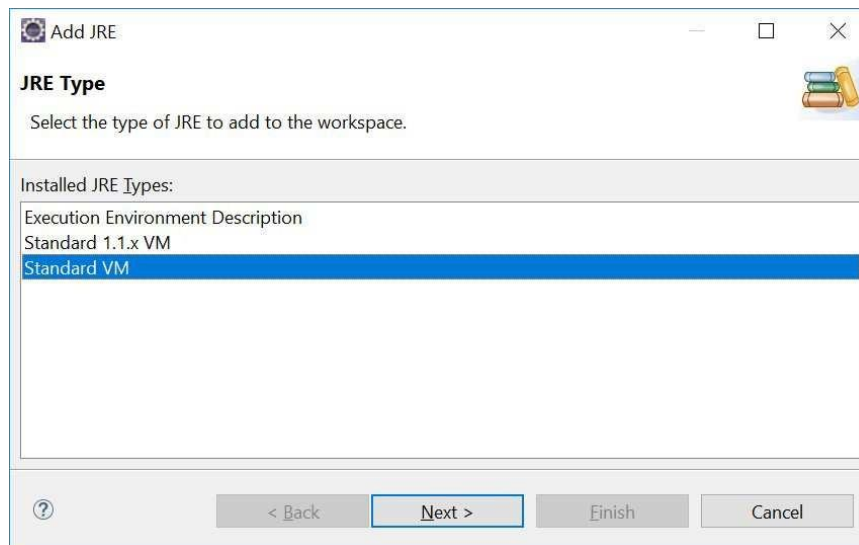 Add JRE
JRE Type
Select the type of JRE to add to the workspace.
Installed JRE Types:
Execution Environment Description
Standard 1.1.x VM
Standard VM
?
< Back
Next >
Finish
Cancel